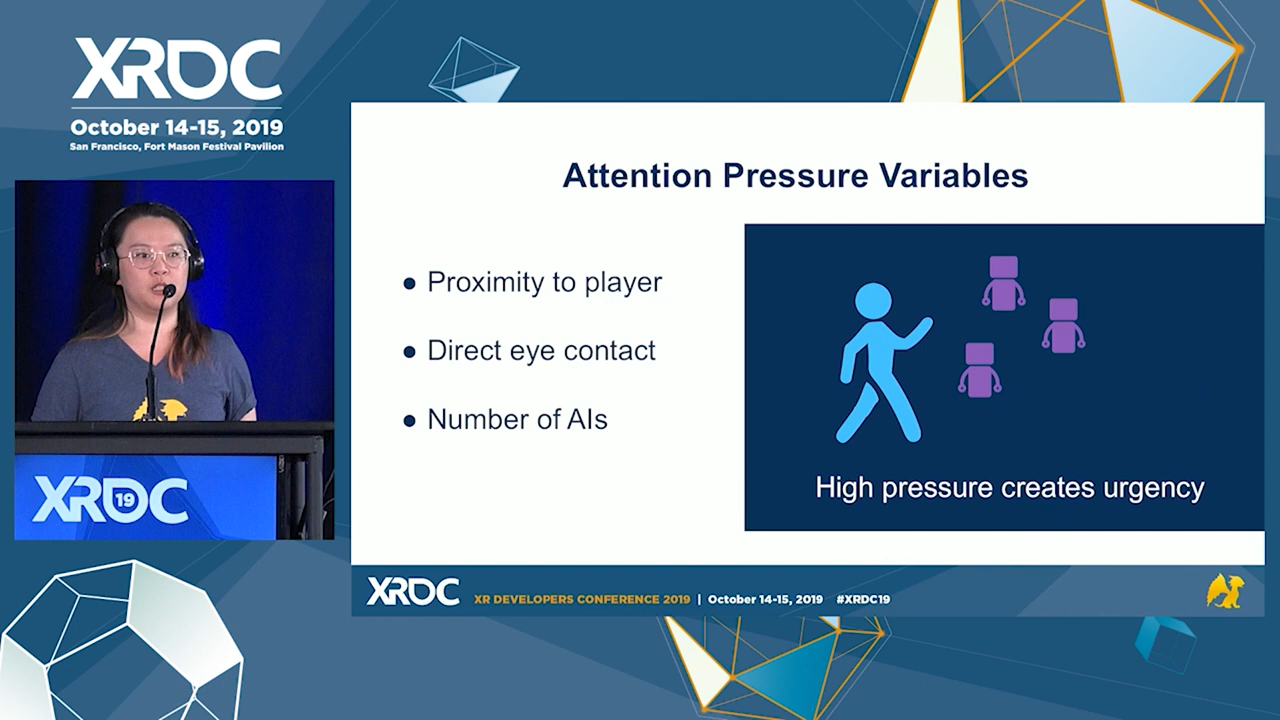 XRDC
October 14-15, 2019
San Francisco, Fort Mason Festival Pavilion
XRDC
19
Attention Pressure Variables
● Proximity to player
● Direct eye contact
● Number of AIs
High pressure creates urgency
XRDC XR DEVELOPERS CONFERENCE 2019 | October 14-15, 2019 #XRDC19